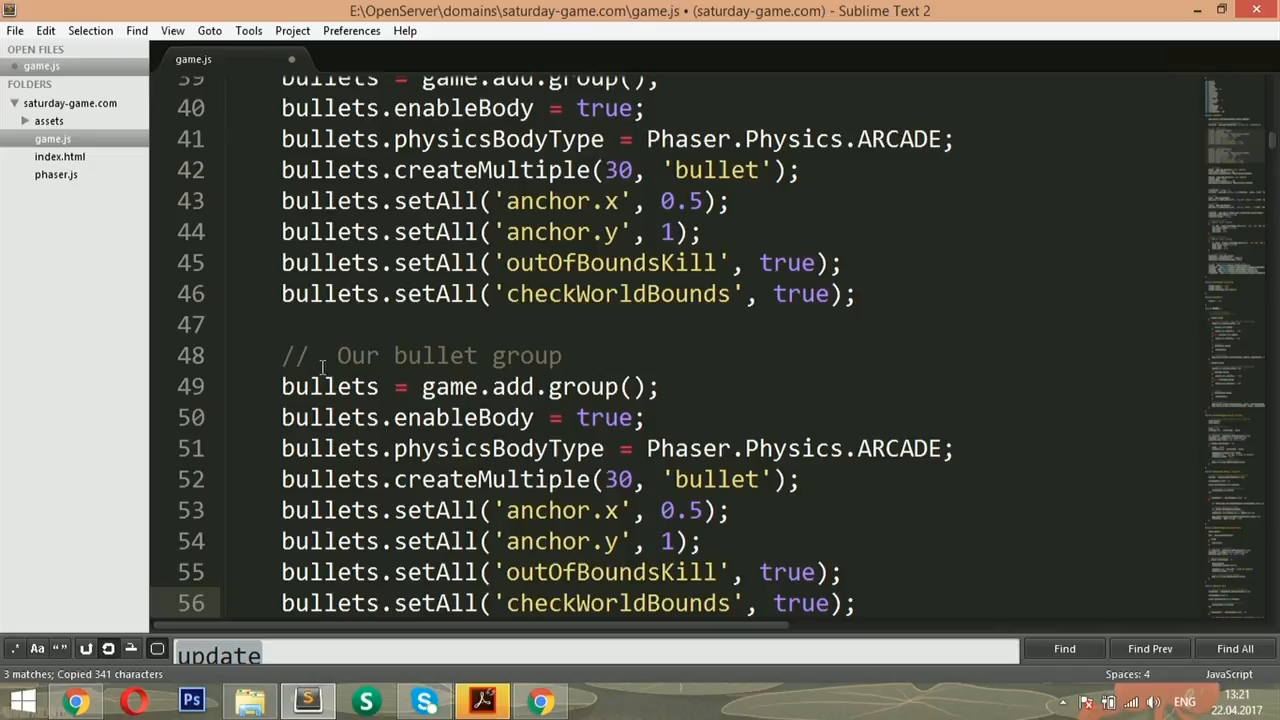 E:\OpenServer\domains\saturday-game.com\game.js • (saturday-game.com) - Sublime Text 2
File Edit Selection Find View Goto Tools Project Preferences Help
OPEN FILES
game.js
FOLDERS
saturday-game.com
assets
game.js
index.html
phaser.js
game.js
39 bullets = game.add.group();
40 bullets.enableBody = true;
41 bullets.physicsBodyType = Phaser.Physics.ARCADE;
42 bullets.createMultiple(30, 'bullet');
43 bullets.setAll('anchor.x', 0.5);
44 bullets.setAll('anchor.y', 1);
45 bullets.setAll('outOfBoundsKill', true);
46 bullets.setAll('checkWorldBounds', true);
47
48 // Our bullet group
49 bullets = game.add.group();
50 bullets.enableBody = true;
51 bullets.physicsBodyType = Phaser.Physics.ARCADE;
52 bullets.createMultiple(30, 'bullet');
53 bullets.setAll('anchor.x', 0.5);
54 bullets.setAll('anchor.y', 1);
55 bullets.setAll('outOfBoundsKill', true);
56 bullets.setAll('checkWorldBounds', true);
.* Aa “” update Find Find Prev Find All
3 matches; Copied 341 characters Spaces: 4 JavaScript
Ps S S ENG 13:21
22.04.2017